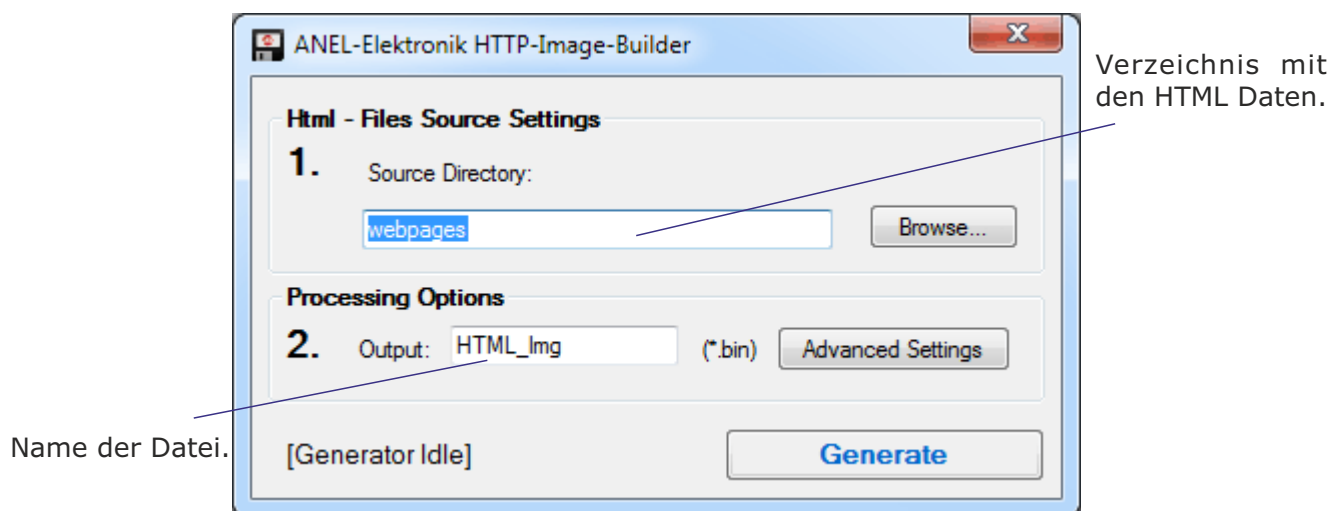 ANEL-Elektronik HTTP-Image-Builder
Verzeichnis mit
den HTML Daten.
Html - Files Source Settings
1.
Source Directory:
webpages
Browse...
Processing Options
2. Output: HTML_Img (*.bin) Advanced Settings
Name der Datei.
[Generator Idle] Generate